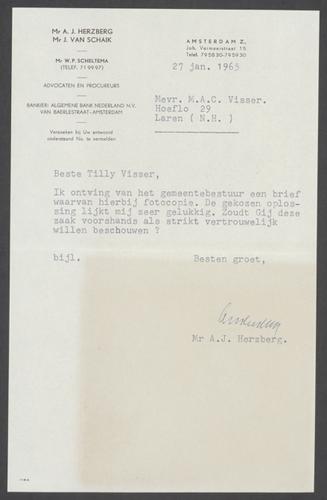 Mr A. J. HERZBERG
Mr J. VAN SCHAIK
Mr W. P. SCHELTEMA
(TELEF. 719997)
ADVOCATEN EN PROCUREURS
BANKIER: ALGEMENE BANK NEDERLAND N.V.
VAN BAERLESTRAAT-AMSTERDAM
Verzoeke bij Uw antwoord
onderstaand No. te vermelden
AMSTERDAM Z.,
Joh. Vermeerstraat 15
Telef. 795830-795930
27 jan. 1965
Mevr. M.A.C. Visser.
Hoeflo 29
Laren ( N.H. )
Beste Tilly Visser,
Ik ontving van het gemeentebestuur een brief
waarvan hierbij fotocopie. De gekozen oplos-
sing lijkt mij zeer gelukkig. Zoudt Gij deze
zaak voorshands als strikt vertrouwelijk
willen beschouwen ?
bijl.
Besten groet,
Mr A.J. Herzberg.